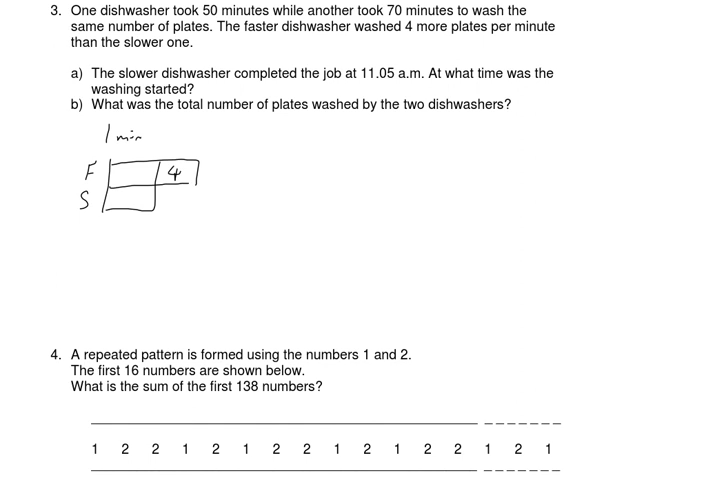 3. One dishwasher took 50 minutes while another took 70 minutes to wash the
same number of plates. The faster dishwasher washed 4 more plates per minute
than the slower one.
a) The slower dishwasher completed the job at 11.05 a.m. At what time was the
washing started?
b) What was the total number of plates washed by the two dishwashers?
1 min
F 4
S
4. A repeated pattern is formed using the numbers 1 and 2.
The first 16 numbers are shown below.
What is the sum of the first 138 numbers?
1 2 2 1 2 1 2 2 1 2 1 2 2 1 2 1